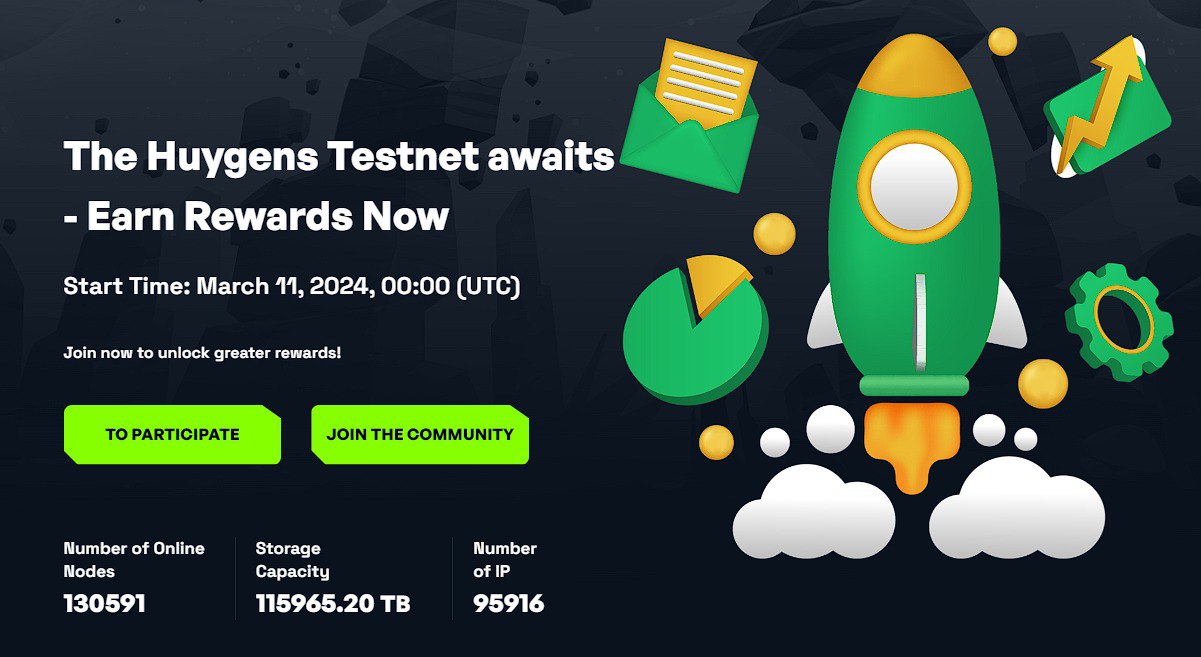 The Huygens Testnet awaits
- Earn Rewards Now
Start Time: March 11, 2024, 00:00 (UTC)
Join now to unlock greater rewards!
TO PARTICIPATE
JOIN THE COMMUNITY
Number of Online
Nodes
130591
Storage
Capacity
115965.20 TB
Number
of IP
95916